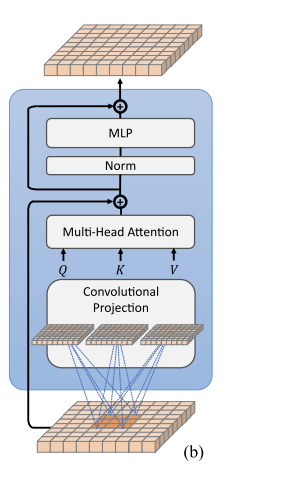 MLP
Norm
Multi-Head Attention
Q K V
Convolutional
Projection
(b)